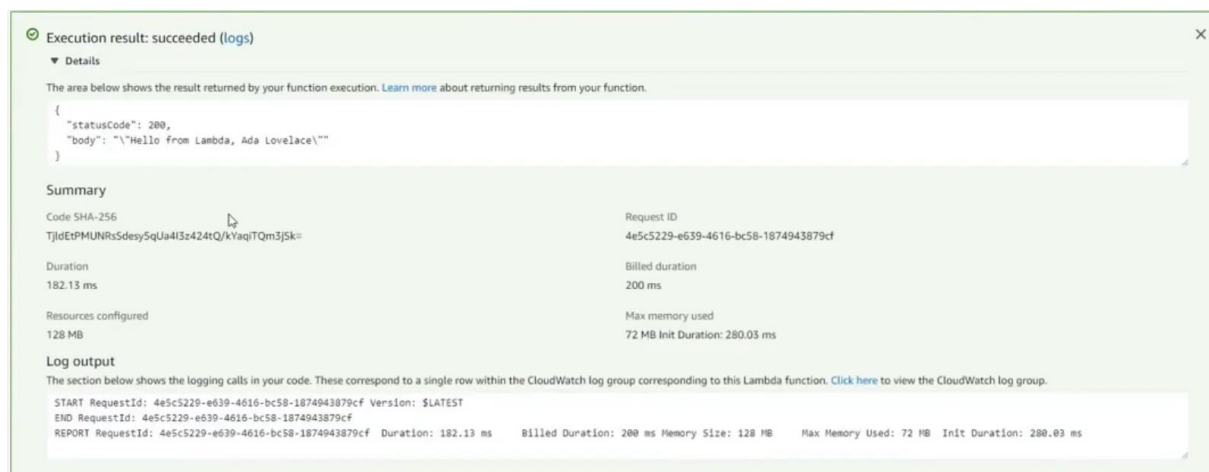 Execution result: succeeded (logs)
Details
The area below shows the result returned by your function execution. Learn more about returning results from your function.
{
"statusCode": 200,
"body": "\"Hello from Lambda, Ada Lovelace\""
}
Summary
Code SHA-256
Request ID
TjldEtPMUNRsSdesy5qUa4I3z424tQ/kYaqiTQm3jSk=
4e5c5229-e639-4616-bc58-1874943879cf
Duration
Billed duration
182.13 ms
200 ms
Resources configured
Max memory used
128 MB
72 MB Init Duration: 280.03 ms
Log output
The section below shows the logging calls in your code. These correspond to a single row within the CloudWatch log group corresponding to this Lambda function. Click here to view the CloudWatch log group.
START RequestId: 4e5c5229-e639-4616-bc58-1874943879cf Version: $LATEST
END RequestId: 4e5c5229-e639-4616-bc58-1874943879cf
REPORT RequestId: 4e5c5229-e639-4616-bc58-1874943879cf Duration: 182.13 ms Billed Duration: 200 ms Memory Size: 128 MB Max Memory Used: 72 MB Init Duration: 280.03 ms